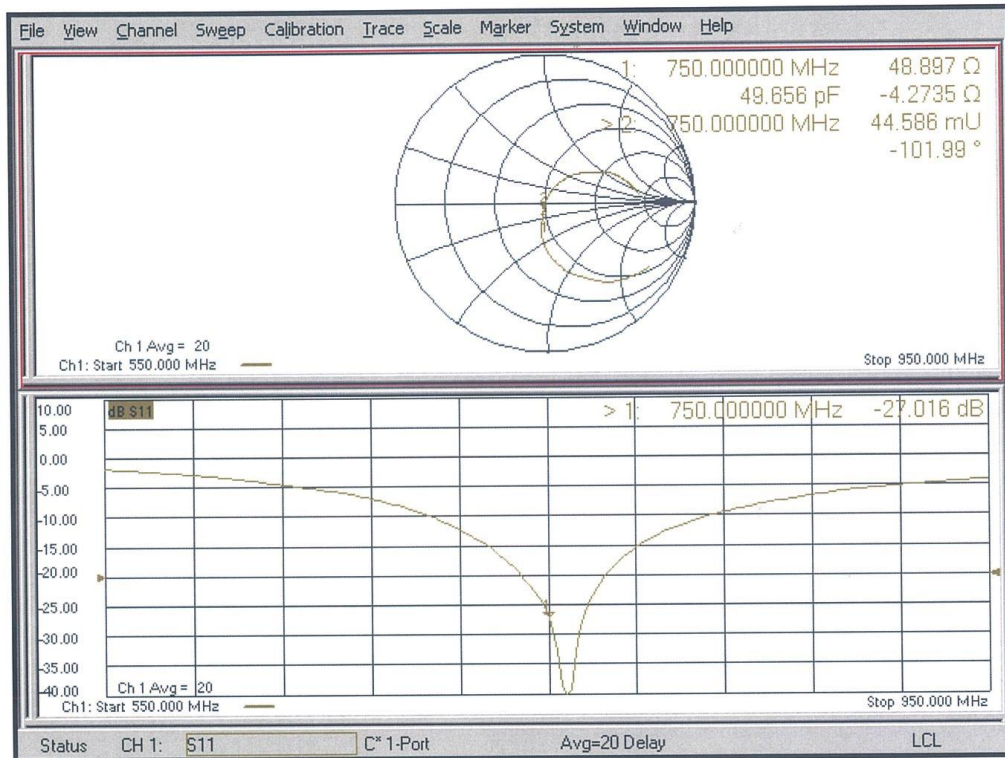 File View Channel Sweep Calibration Trace Scale Marker System Window Help
1: 750.000000 MHz 48.897 Ω
49.656 pF -4.2735 Ω
> 2: 750.000000 MHz 44.586 mU
-101.99 °
Ch 1 Avg = 20
Ch1: Start 550.000 MHz
Stop 950.000 MHz
10.00
dB S11
> 1: 750.000000 MHz -27.016 dB
5.00
0.00
-5.00
-10.00
-15.00
-20.00
-25.00
-30.00
-35.00
-40.00
Ch 1 Avg = 20
Ch1: Start 550.000 MHz
Stop 950.000 MHz
Status CH 1: S11 C* 1-Port Avg=20 Delay LCL